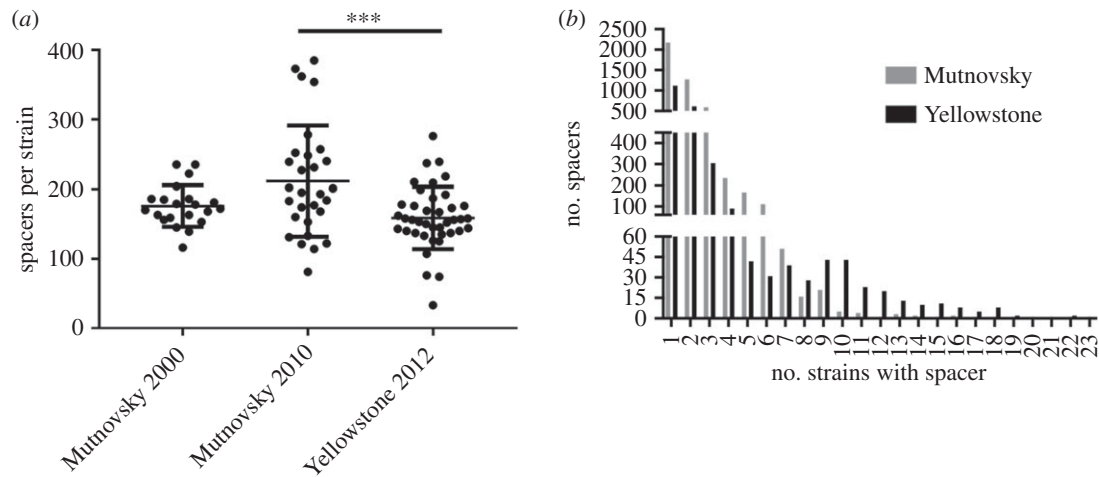 (a)
***
400
300
200
100
0
spacers per strain
Mutnovsky 2000
Mutnovsky 2010
Yellowstone 2012
(b)
2500
2000
1500
1000
500
400
300
200
100
60
45
30
15
0
no. spacers
Mutnovsky
Yellowstone
1 2 3 4 5 6 7 8 9 10 11 12 13 14 15 16 17 18 19 20 21 22 23
no. strains with spacer